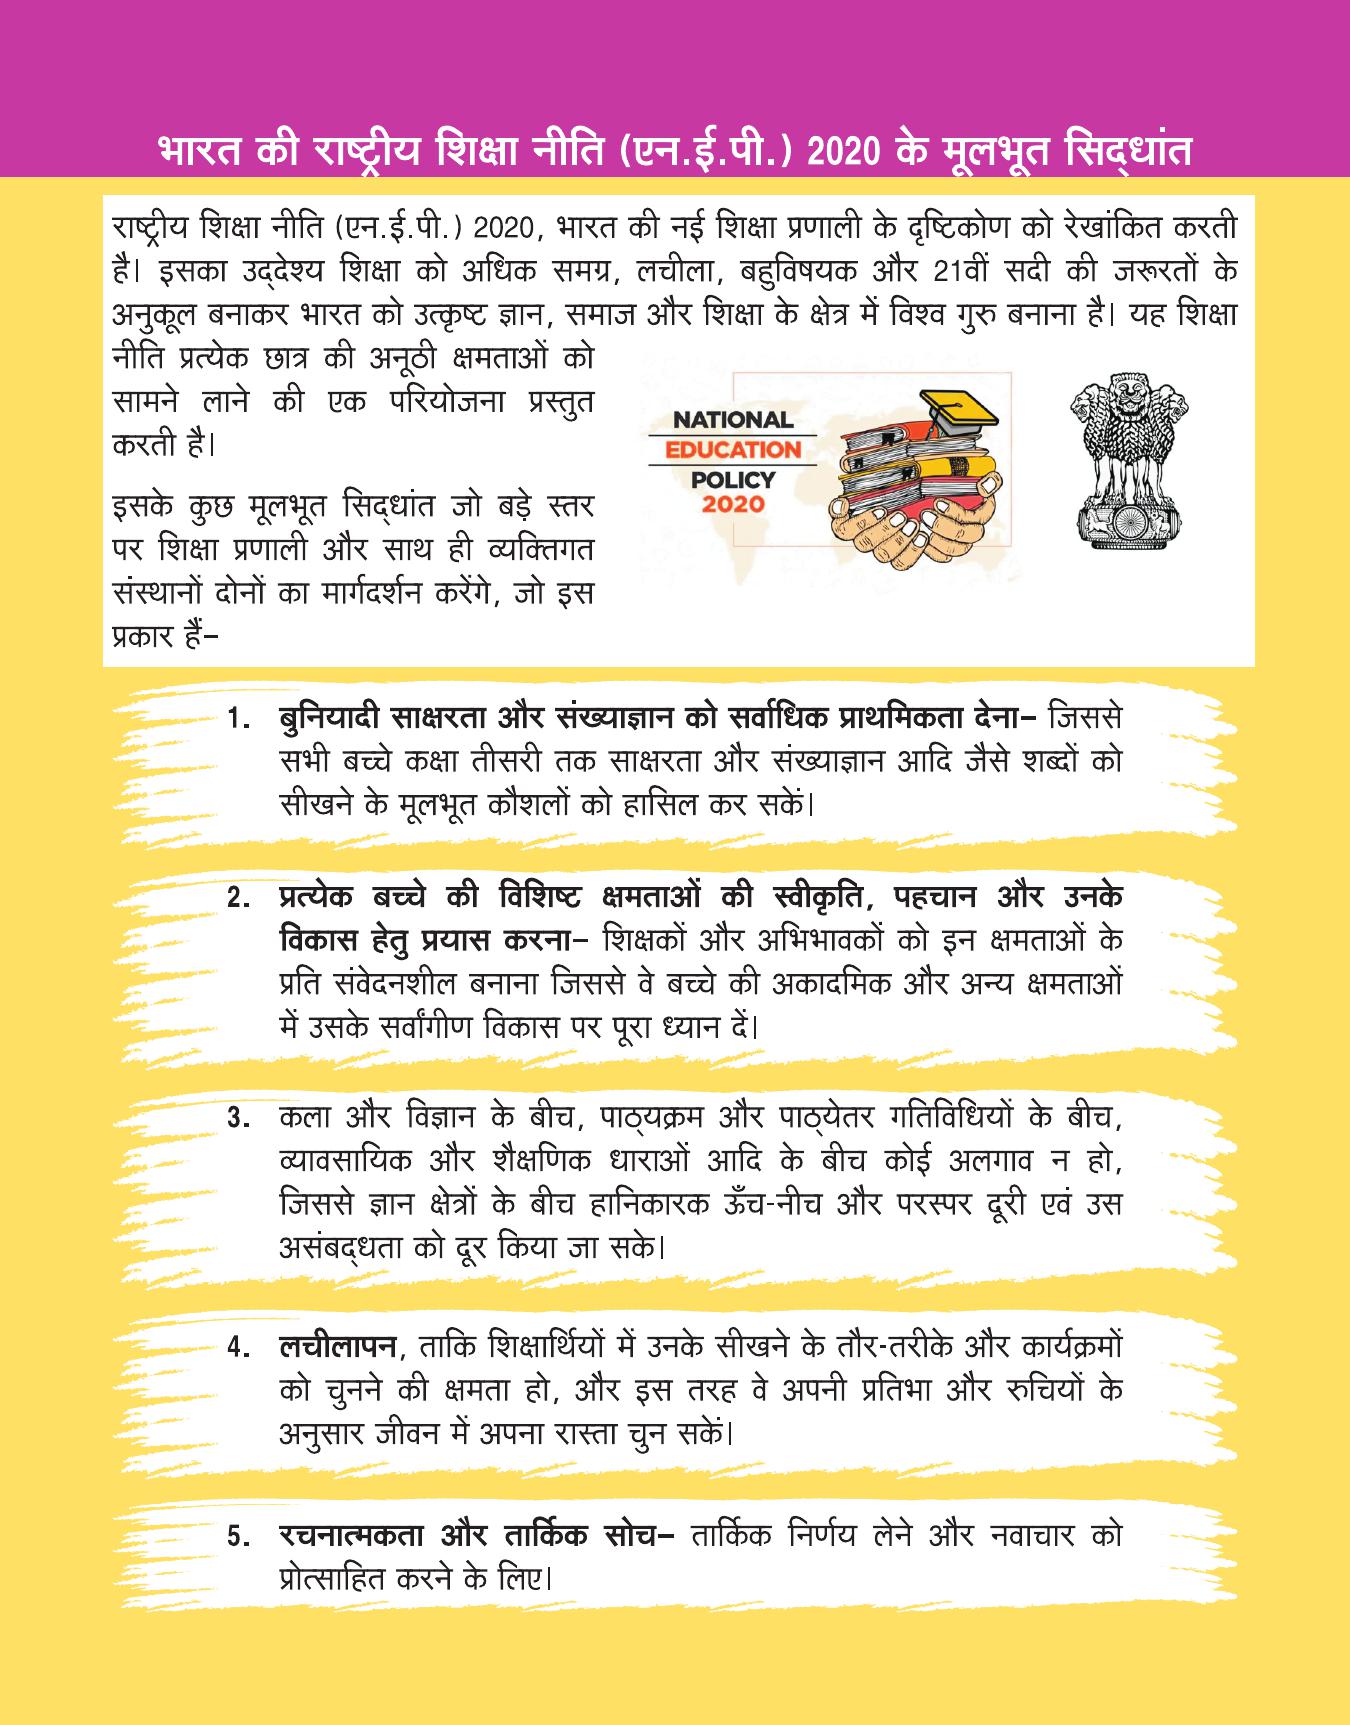 भारत की राष्ट्रीय शिक्षा नीति (एन.ई.पी.) 2020 के मूलभूत सिद्धांत
राष्ट्रीय शिक्षा नीति (एन.ई.पी.) 2020, भारत की नई शिक्षा प्रणाली के दृष्टिकोण को रेखांकित करती
है। इसका उद्देश्य शिक्षा को अधिक समग्र, लचीला, बहुविषयक और 21वीं सदी की जरूरतों के
अनुकूल बनाकर भारत को उत्कृष्ट ज्ञान, समाज और शिक्षा के क्षेत्र में विश्व गुरु बनाना है। यह शिक्षा
नीति प्रत्येक छात्र की अनूठी क्षमताओं को
सामने लाने की एक परियोजना प्रस्तुत
करती है।
NATIONAL
EDUCATION
POLICY
2020
इसके कुछ मूलभूत सिद्धांत जो बड़े स्तर
पर शिक्षा प्रणाली और साथ ही व्यक्तिगत
संस्थानों दोनों का मार्गदर्शन करेंगे, जो इस
प्रकार हैं–
1. बुनियादी साक्षरता और संख्याज्ञान को सर्वाधिक प्राथमिकता देना– जिससे
सभी बच्चे कक्षा तीसरी तक साक्षरता और संख्याज्ञान आदि जैसे शब्दों को
सीखने के मूलभूत कौशलों को हासिल कर सकें।
2. प्रत्येक बच्चे की विशिष्ट क्षमताओं की स्वीकृति, पहचान और उनके
विकास हेतु प्रयास करना– शिक्षकों और अभिभावकों को इन क्षमताओं के
प्रति संवेदनशील बनाना जिससे वे बच्चे की अकादमिक और अन्य क्षमताओं
में उसके सर्वांगीण विकास पर पूरा ध्यान दें।
3. कला और विज्ञान के बीच, पाठ्यक्रम और पाठ्येतर गतिविधियों के बीच,
व्यावसायिक और शैक्षणिक धाराओं आदि के बीच कोई अलगाव न हो,
जिससे ज्ञान क्षेत्रों के बीच हानिकारक ऊँच-नीच और परस्पर दूरी एवं उस
असंबद्धता को दूर किया जा सके।
4. लचीलापन, ताकि शिक्षार्थियों में उनके सीखने के तौर-तरीके और कार्यक्रमों
को चुनने की क्षमता हो, और इस तरह वे अपनी प्रतिभा और रुचियों के
अनुसार जीवन में अपना रास्ता चुन सकें।
5. रचनात्मकता और तार्किक सोच– तार्किक निर्णय लेने और नवाचार को
प्रोत्साहित करने के लिए।